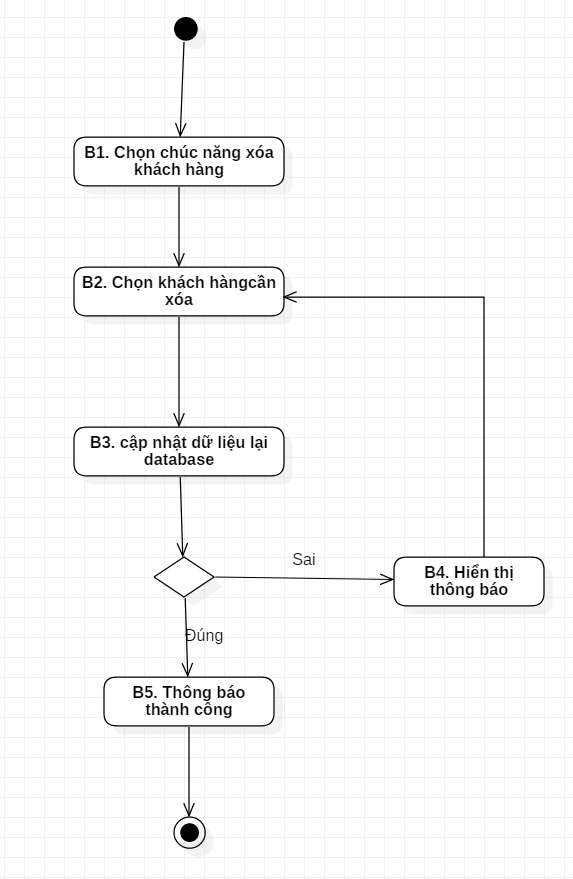 B1. Chọn chúc năng xóa
khách hàng
B2. Chọn khách hàngcần
xóa
B3. cập nhật dữ liệu lại
database
Sai
B4. Hiển thị
thông báo
Đúng
B5. Thông báo
thành công